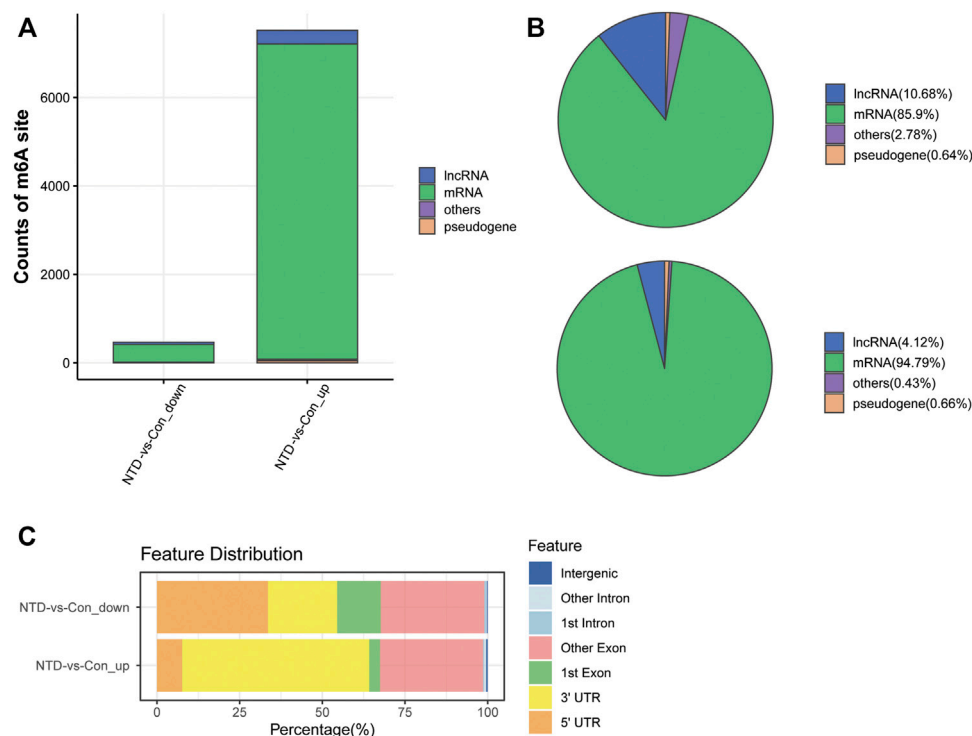 A
Counts of m6A site
6000
4000
2000
0
NTD-vs-Con_down
NTD-vs-Con_up
lncRNA
mRNA
others
pseudogene
B
lncRNA(10.68%)
mRNA(85.9%)
others(2.78%)
pseudogene(0.64%)
lncRNA(4.12%)
mRNA(94.79%)
others(0.43%)
pseudogene(0.66%)
C
Feature Distribution
NTD-vs-Con_down
NTD-vs-Con_up
0 25 50 75 100
Percentage(%)
Feature
Intergenic
Other Intron
1st Intron
Other Exon
1st Exon
3' UTR
5' UTR